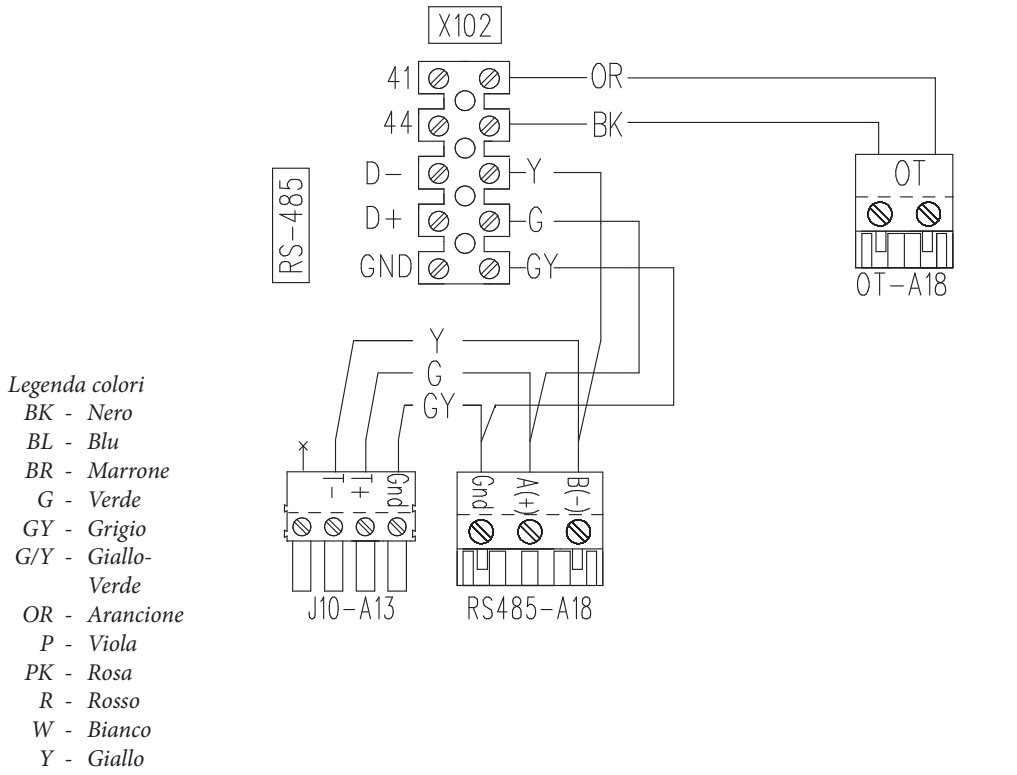 X102
41 OR
44 BK
D- Y
D+ G
GND GY
RS-485
OT
OT-A18
Y
G
GY
T- T+ Gnd
Gnd A(+) B(-)
J10-A13
RS485-A18
Legenda colori
BK - Nero
BL - Blu
BR - Marrone
G - Verde
GY - Grigio
G/Y - Giallo-
Verde
OR - Arancione
P - Viola
PK - Rosa
R - Rosso
W - Bianco
Y - Giallo